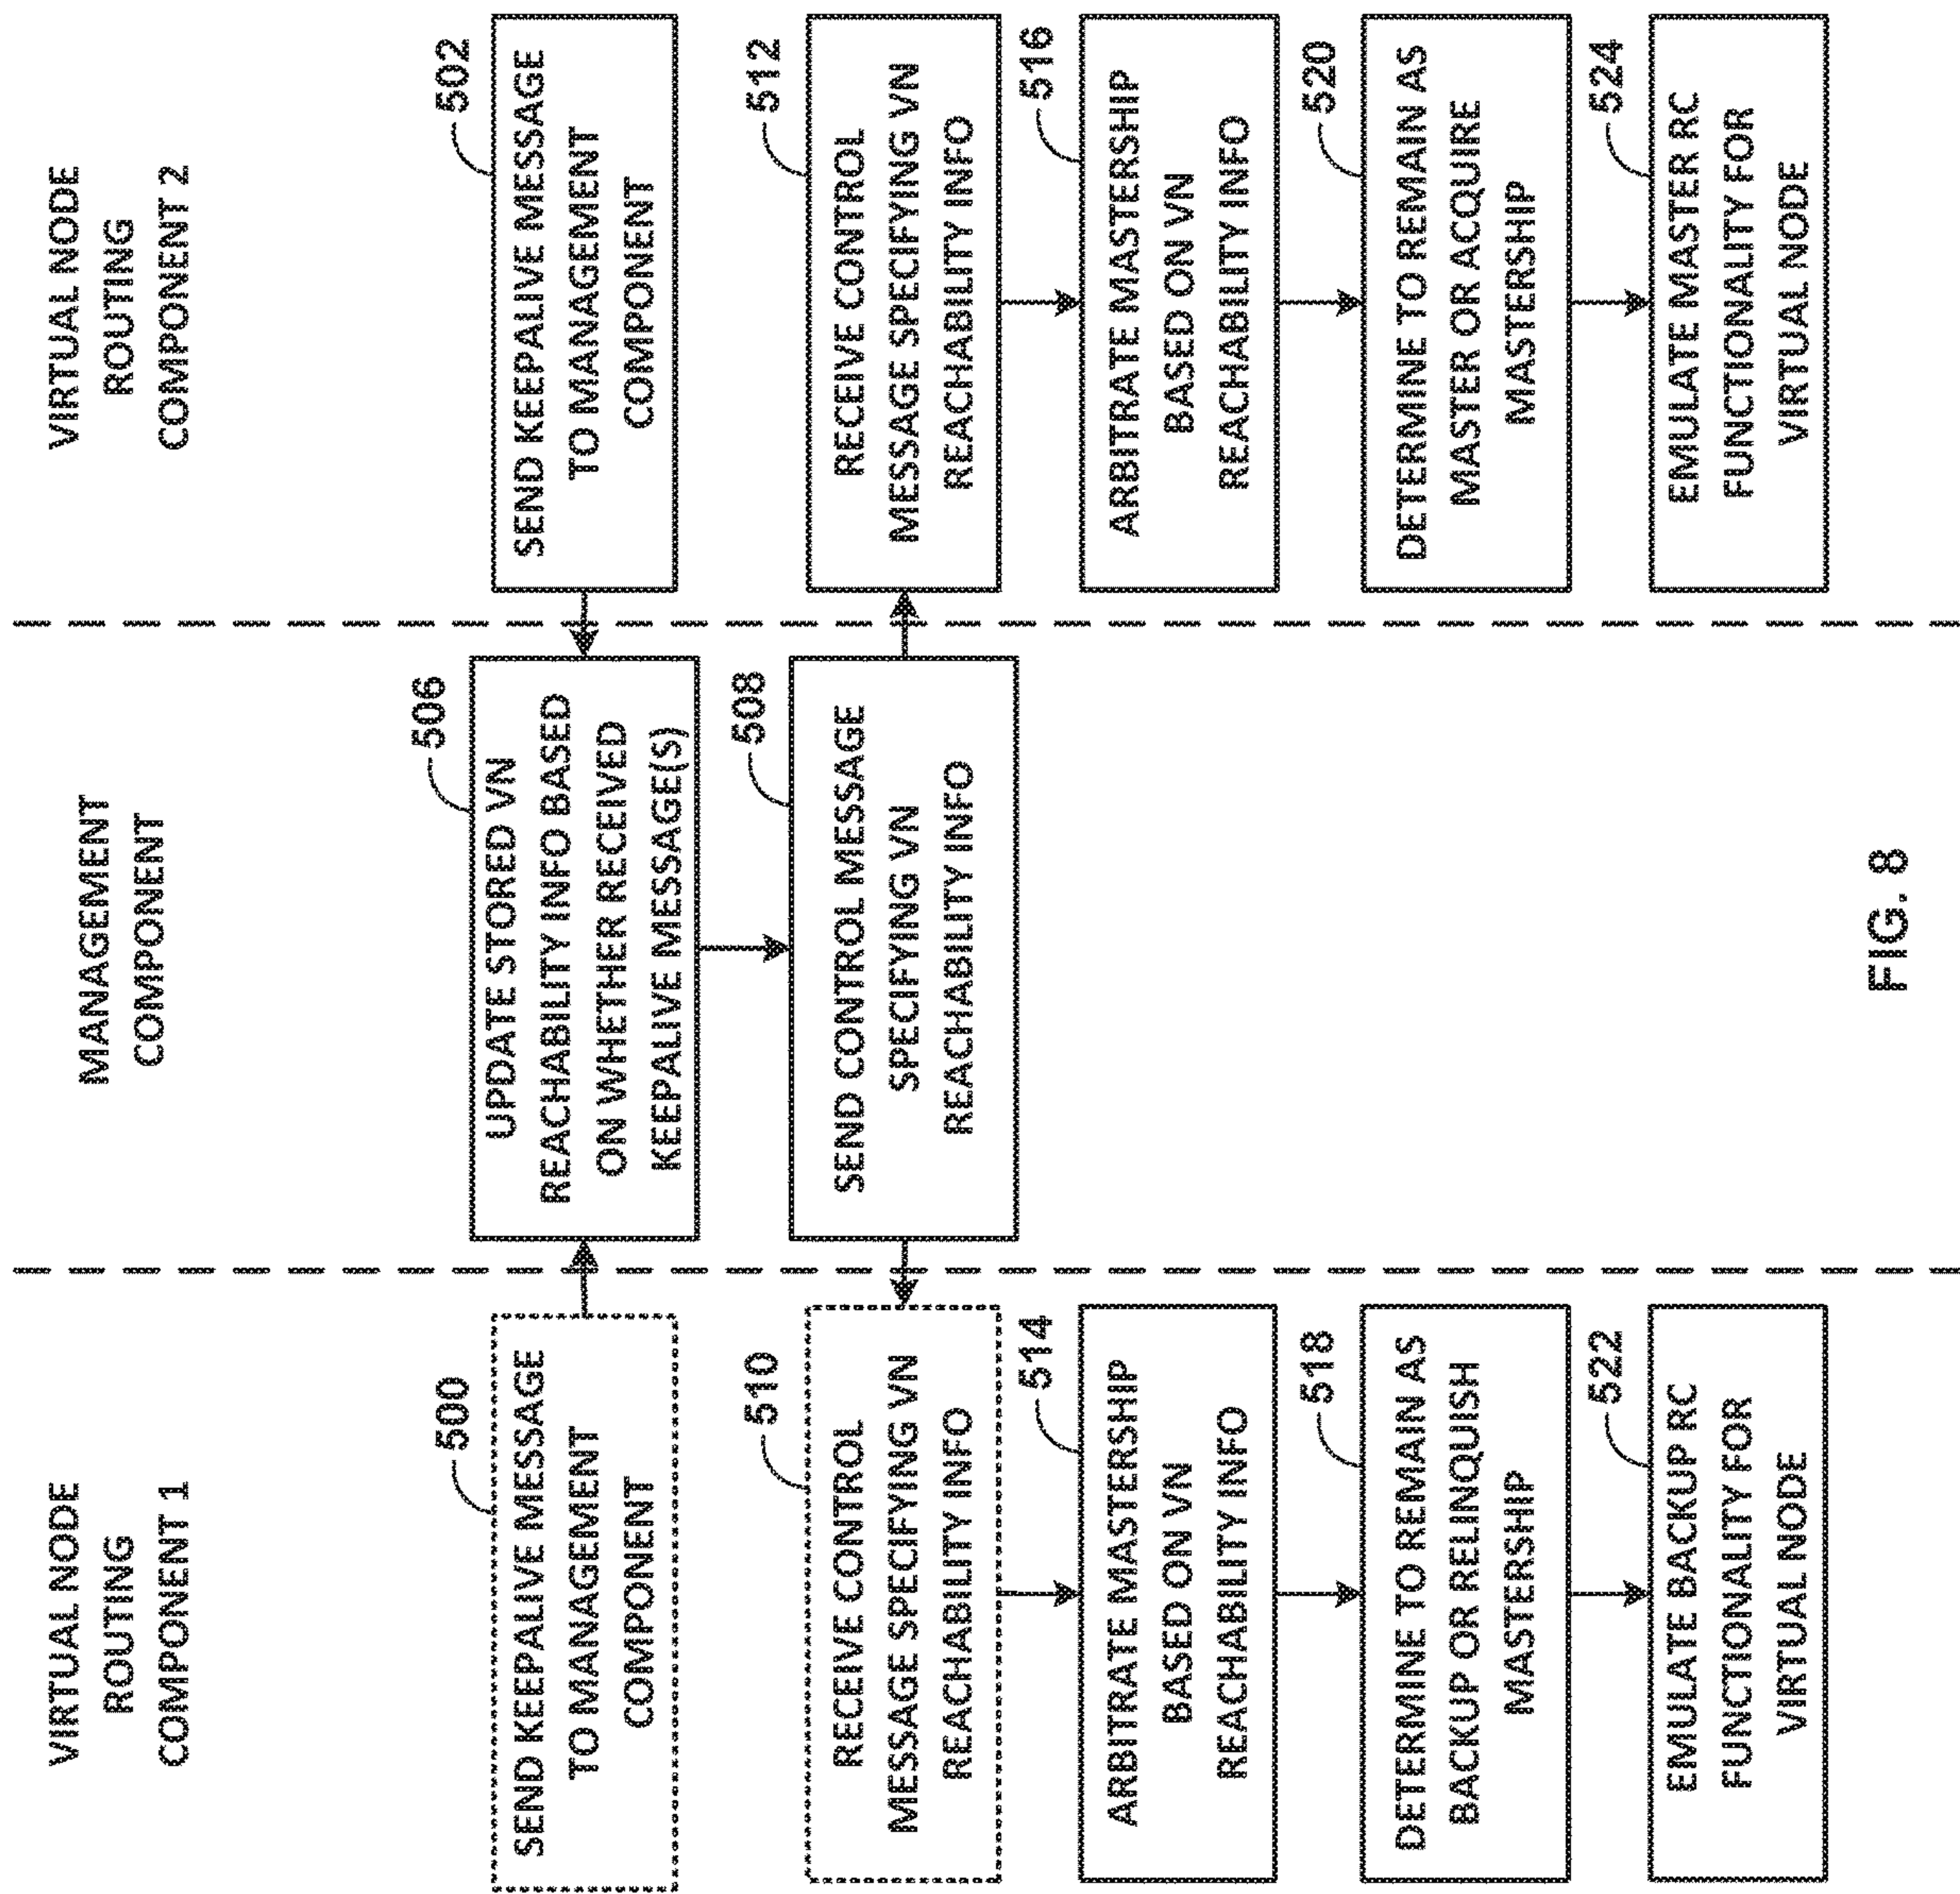 VIRTUAL NODE
ROUTING
COMPONENT 1
500
SEND KEEPALIVE MESSAGE
TO MANAGEMENT
COMPONENT
510
RECEIVE CONTROL
MESSAGE SPECIFYING VN
REACHABILITY INFO
514
ARBITRATE MASTERSHIP
BASED ON VN
REACHABILITY INFO
518
DETERMINE TO REMAIN AS
BACKUP OR RELINQUISH
MASTERSHIP
522
EMULATE BACKUP RC
FUNCTIONALITY FOR
VIRTUAL NODE
MANAGEMENT
COMPONENT
506
UPDATE STORED VN
REACHABILITY INFO BASED
ON WHETHER RECEIVED
KEEPALIVE MESSAGE(S)
508
SEND CONTROL MESSAGE
SPECIFYING VN
REACHABILITY INFO
VIRTUAL NODE
ROUTING
COMPONENT 2
502
SEND KEEPALIVE MESSAGE
TO MANAGEMENT
COMPONENT
512
RECEIVE CONTROL
MESSAGE SPECIFYING VN
REACHABILITY INFO
516
ARBITRATE MASTERSHIP
BASED ON VN
REACHABILITY INFO
520
DETERMINE TO REMAIN AS
MASTER OR ACQUIRE
MASTERSHIP
524
EMULATE MASTER RC
FUNCTIONALITY FOR
VIRTUAL NODE
FIG. 8